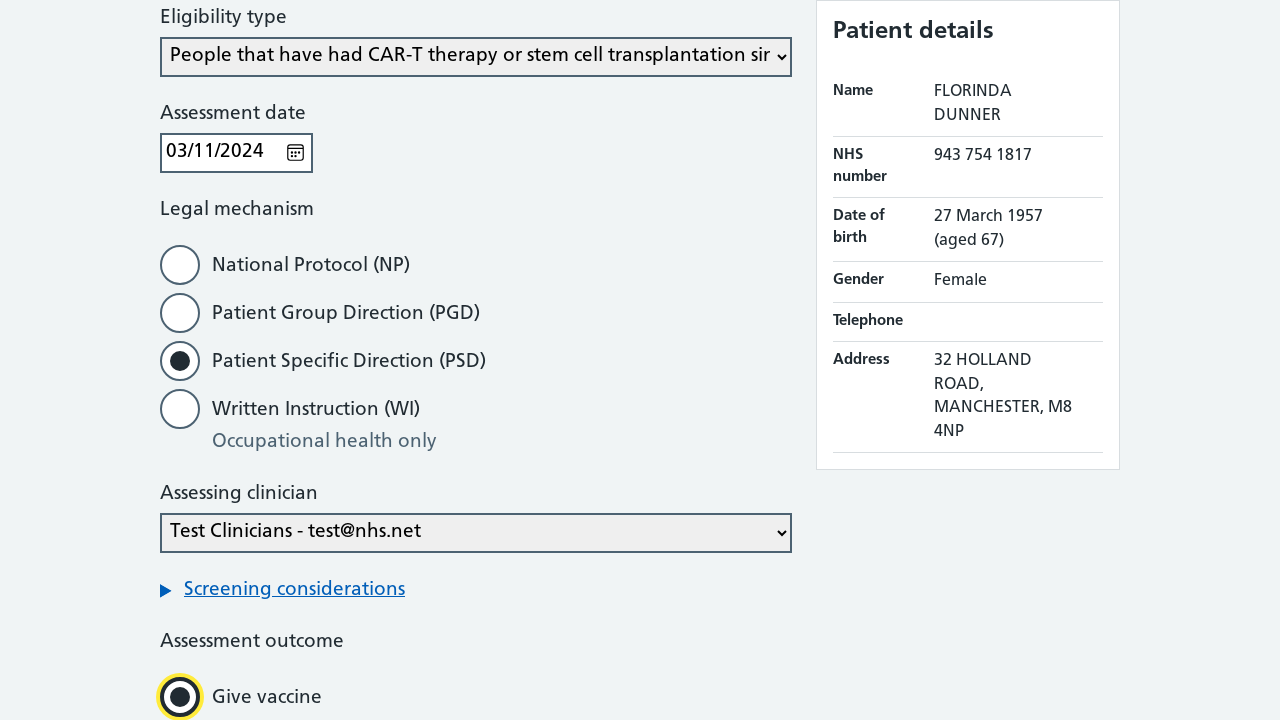 Eligibility type
People that have had CAR-T therapy or stem cell transplantation sin
Assessment date
03/11/2024
Legal mechanism
National Protocol (NP)
Patient Group Direction (PGD)
Patient Specific Direction (PSD)
Written Instruction (WI)
Occupational health only
Assessing clinician
Test Clinicians - test@nhs.net
Screening considerations
Assessment outcome
Give vaccine
Patient details
Name FLORINDA
DUNNER
NHS 943 754 1817
number
Date of 27 March 1957
birth (aged 67)
Gender Female
Telephone
Address 32 HOLLAND
ROAD,
MANCHESTER, M8
4NP